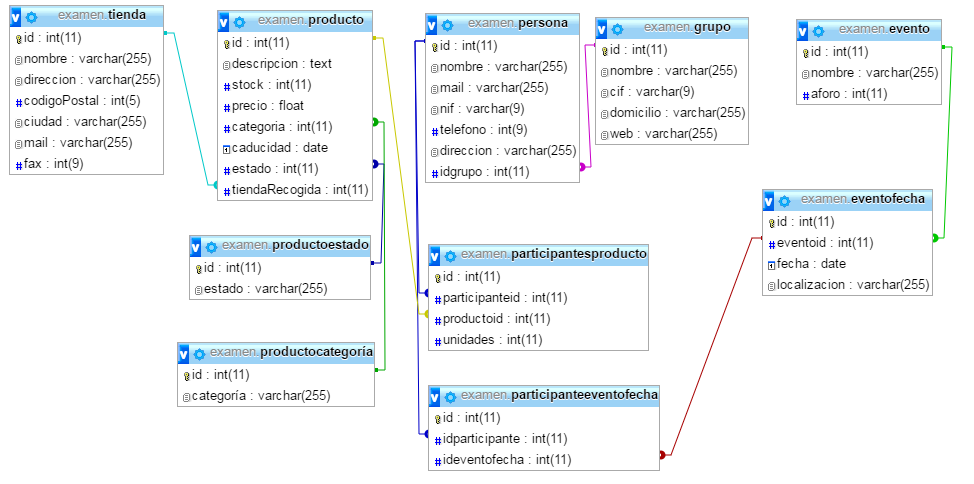 examen.tienda
id : int(11)
nombre : varchar(255)
direccion : varchar(255)
codigoPostal : int(5)
ciudad : varchar(255)
mail : varchar(255)
fax : int(9)
examen.producto
id : int(11)
descripcion : text
stock : int(11)
precio : float
categoria : int(11)
caducidad : date
estado : int(11)
tiendaRecogida : int(11)
examen.persona
id : int(11)
nombre : varchar(255)
mail : varchar(255)
nif : varchar(9)
telefono : int(9)
direccion : varchar(255)
idgrupo : int(11)
examen.grupo
id : int(11)
nombre : varchar(255)
cif : varchar(9)
domicilio : varchar(255)
web : varchar(255)
examen.evento
id : int(11)
nombre : varchar(255)
aforo : int(11)
examen.eventofecha
id : int(11)
eventoid : int(11)
fecha : date
localizacion : varchar(255)
examen.productoestado
id : int(11)
estado : varchar(255)
examen.participantesproducto
id : int(11)
participanteid : int(11)
productoid : int(11)
unidades : int(11)
examen.productocategoría
id : int(11)
categoría : varchar(255)
examen.participanteeventofecha
id : int(11)
idparticipante : int(11)
ideventofecha : int(11)